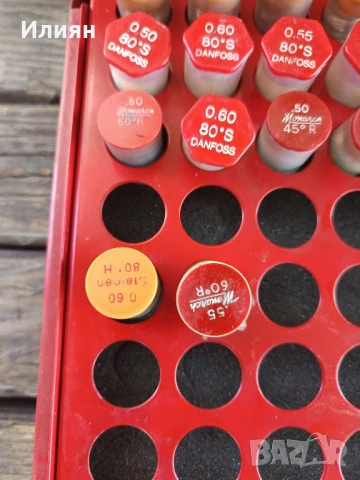 Илиян
0.50
80°S
DANFOSS
0.60
80°S
DANFOSS
0.55
80°S
DANFOSS
.50
Monarch
60°R
0.60
80°S
DANFOSS
.50
Monarch
45°R
0.60
Steinen
80°H
.55
Monarch
60°R
BAZAR